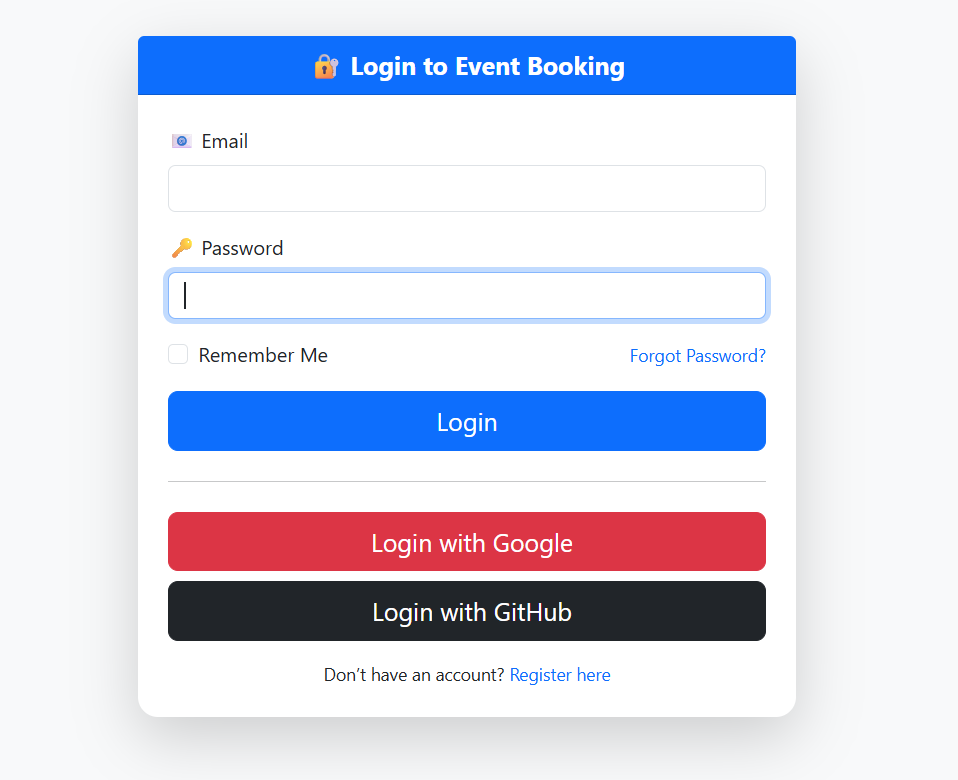 🔐 Login to Event Booking
📧 Email
🔑 Password
Remember Me Forgot Password?
Login
Login with Google
Login with GitHub
Don’t have an account? Register here